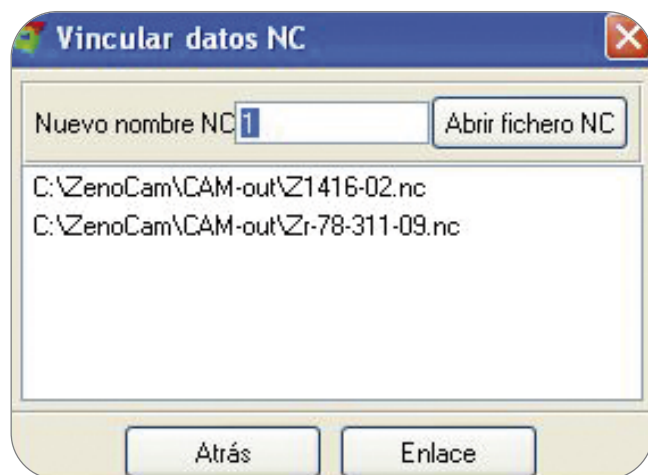 Vincular datos NC
Nuevo nombre NC 1 Abrir fichero NC
C:\ZenoCam\CAM-out\Z1416-02.nc
C:\ZenoCam\CAM-out\Zr-78-311-09.nc
Atrás Enlace